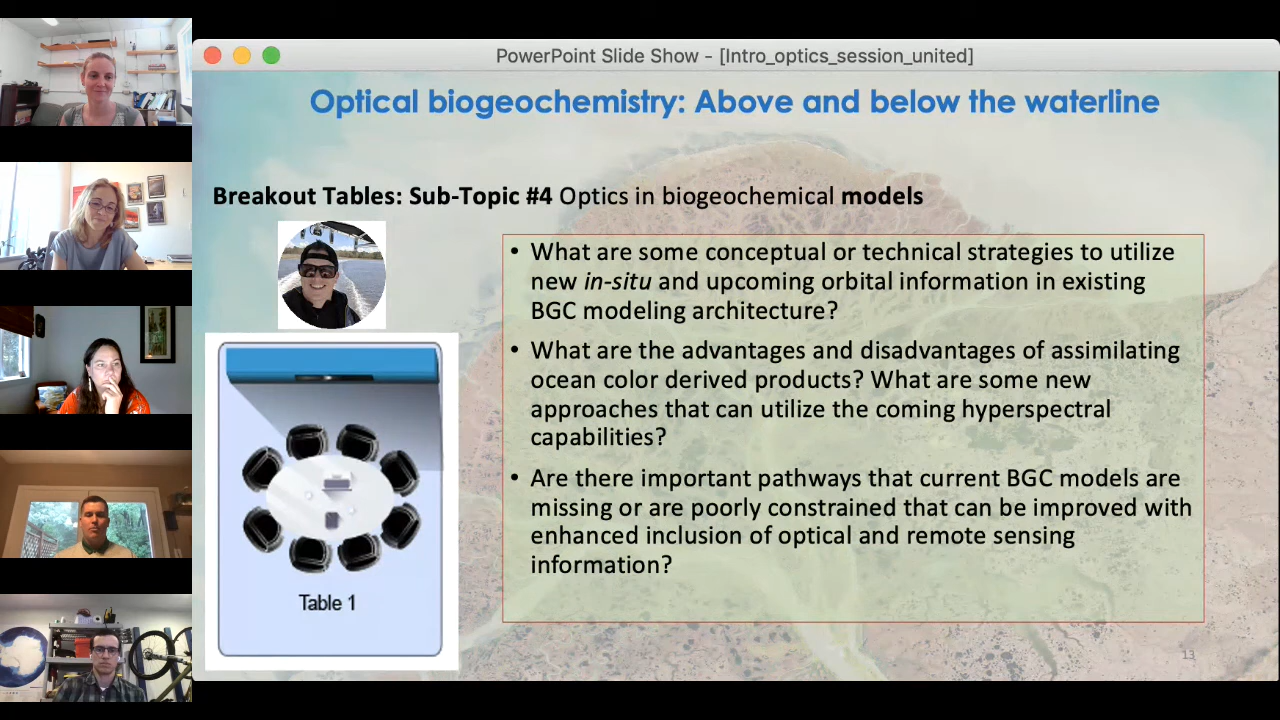 PowerPoint Slide Show - [Intro_optics_session_united]
Optical biogeochemistry: Above and below the waterline
Breakout Tables: Sub-Topic #4 Optics in biogeochemical models
• What are some conceptual or technical strategies to utilize
new in-situ and upcoming orbital information in existing
BGC modeling architecture?
• What are the advantages and disadvantages of assimilating
ocean color derived products? What are some new
approaches that can utilize the coming hyperspectral
capabilities?
• Are there important pathways that current BGC models are
missing or are poorly constrained that can be improved with
enhanced inclusion of optical and remote sensing
information?
Table 1
13